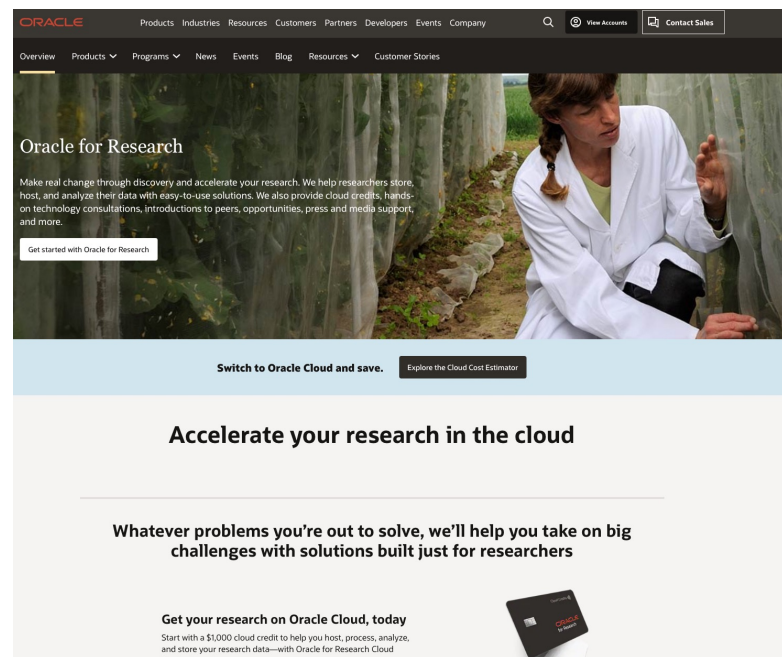 ORACLE
Products Industries Resources Customers Partners Developers Events Company
View Accounts
Contact Sales
Overview Products Programs News Events Blog Resources Customer Stories
Oracle for Research
Make real change through discovery and accelerate your research. We help researchers store,
host, and analyze their data with easy-to-use solutions. We also provide cloud credits, hands-
on technology consultations, introductions to peers, opportunities, press and media support,
and more.
Get started with Oracle for Research
Switch to Oracle Cloud and save.
Explore the Cloud Cost Estimator
Accelerate your research in the cloud
Whatever problems you're out to solve, we'll help you take on big
challenges with solutions built just for researchers
Get your research on Oracle Cloud, today
Start with a $1,000 cloud credit to help you host, process, analyze,
and store your research data—with Oracle for Research Cloud
ORACLE
for Research